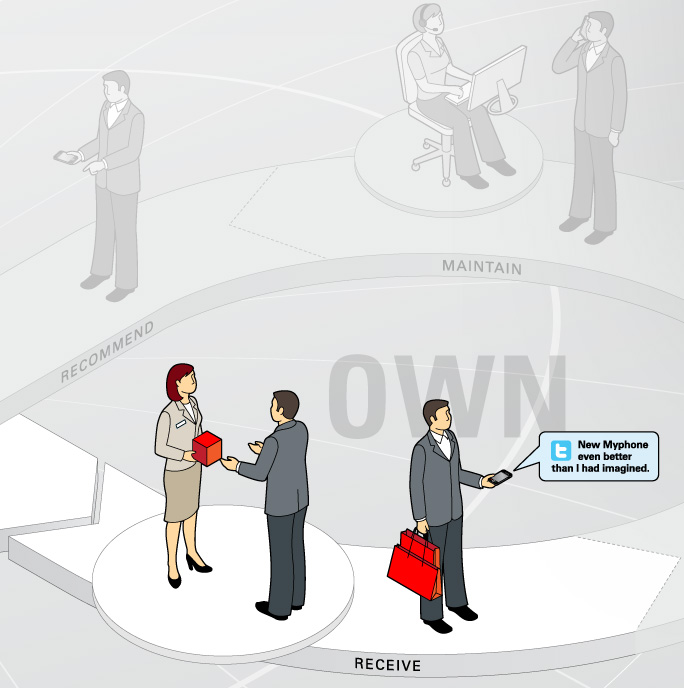 MAINTAIN
RECOMMEND
OWN
New Myphone
even better
than I had imagined.
RECEIVE